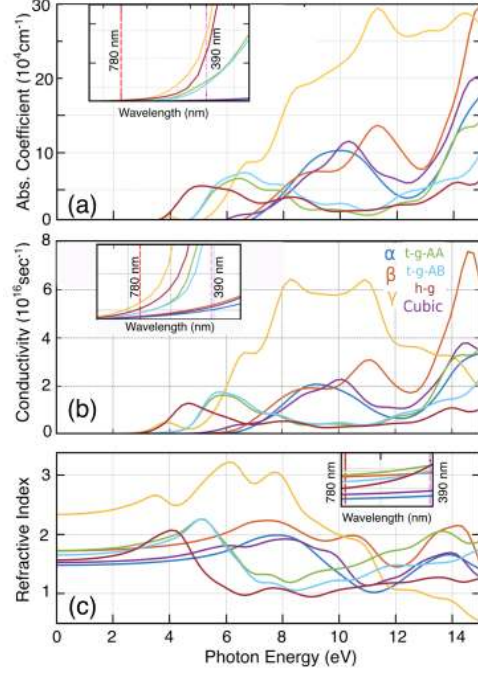 30
20
10
0
Abs. Coefficient (10⁴cm⁻¹)
780 nm
390 nm
Wavelength (nm)
(a)
8
6
4
2
0
Conductivity (10¹⁶sec⁻¹)
780 nm
390 nm
Wavelength (nm)
α t-g-AA
β t-g-AB
γ h-g
Cubic
(b)
3
2
1
Refractive Index
780 nm
390 nm
Wavelength (nm)
(c)
0 2 4 6 8 10 12 14
Photon Energy (eV)